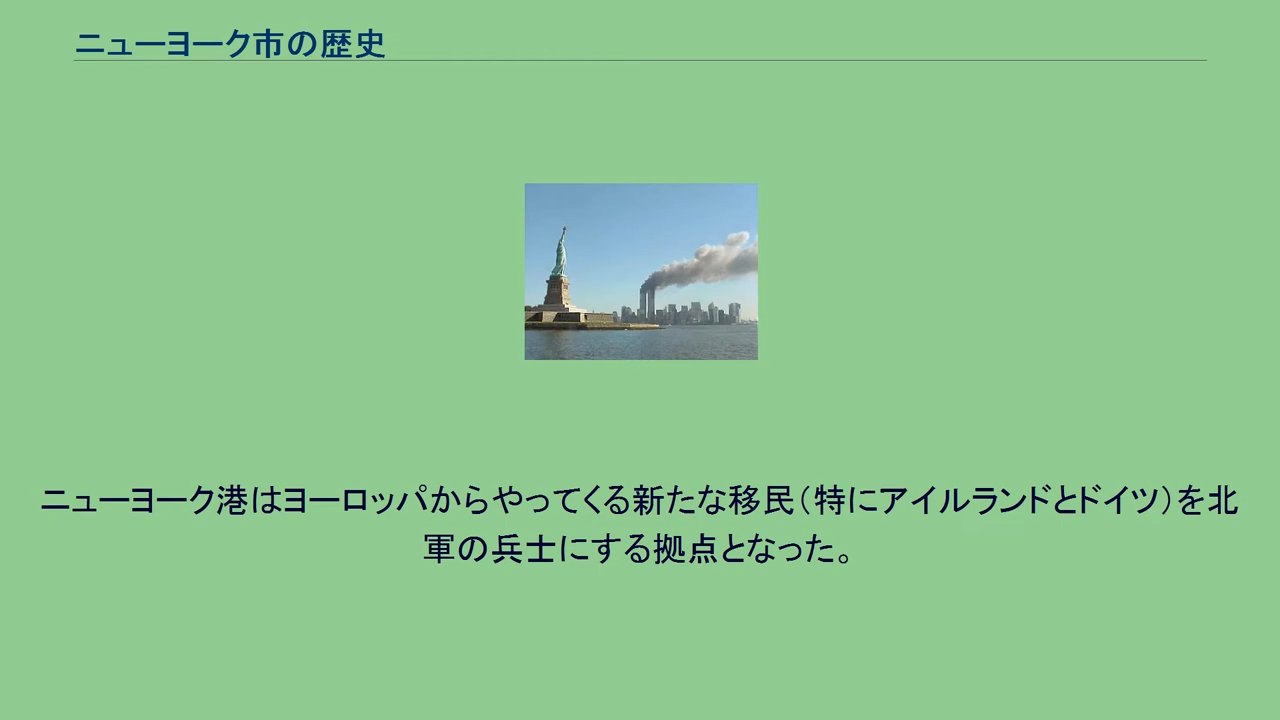 ニューヨーク市の歴史
ニューヨーク港はヨーロッパからやってくる新たな移民（特にアイルランドとドイツ）を北
軍の兵士にする拠点となった。